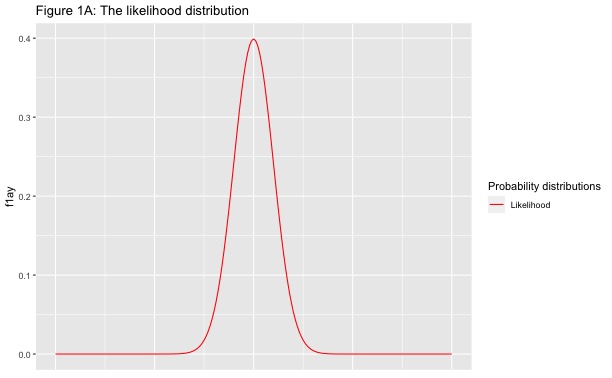 Figure 1A: The likelihood distribution
0.4
0.3
0.2
0.1
0.0
f1ay
Probability distributions
Likelihood